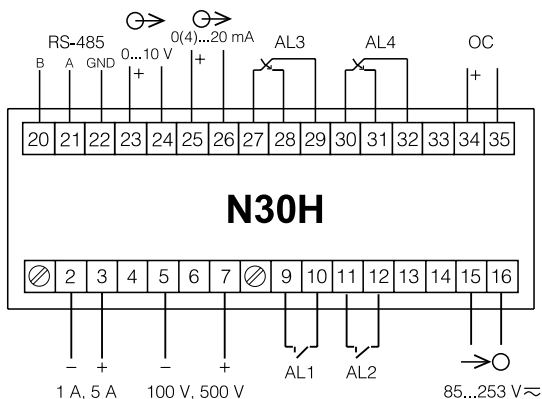 RS-485
0...10 V
0(4)...20 mA
AL3
AL4
OC
B A GND + + +
20 21 22 23 24 25 26 27 28 29 30 31 32 33 34 35
N30H
2 3 4 5 6 7 9 10 11 12 13 14 15 16
− + − +
AL1 AL2
1 A, 5 A 100 V, 500 V 85...253 V≂